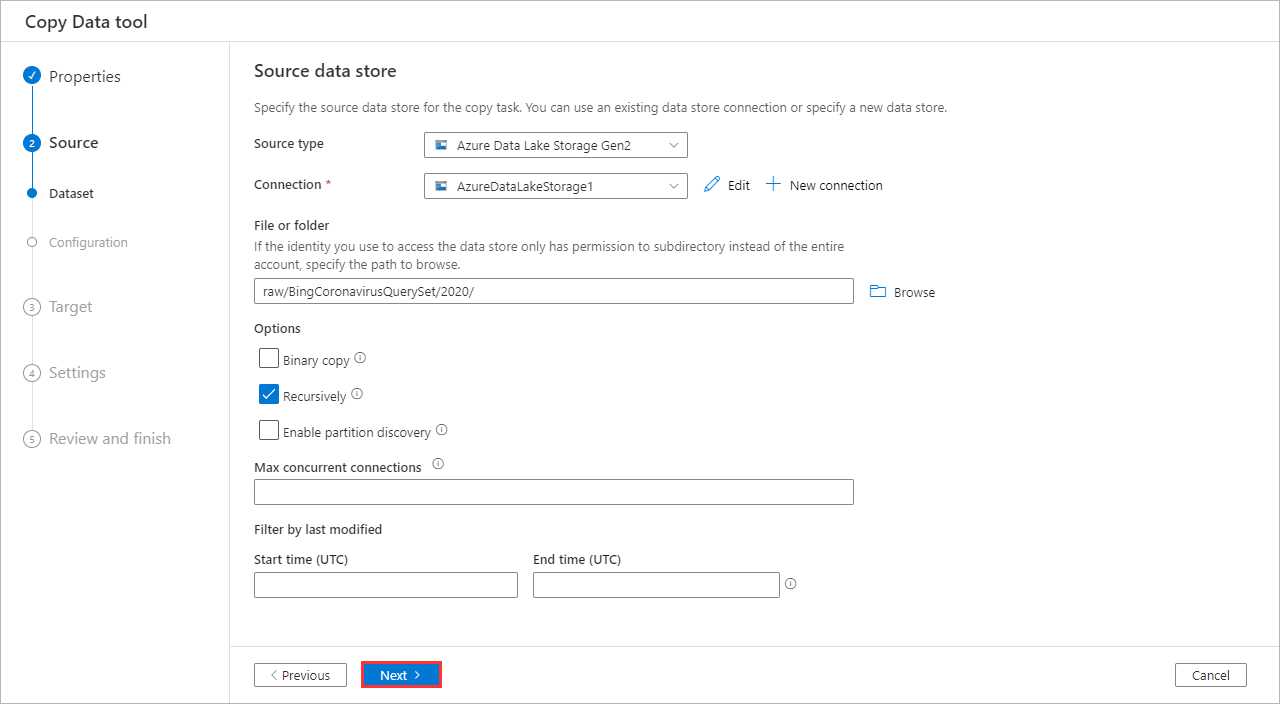 Copy Data tool
Properties
2 Source
Dataset
Configuration
3 Target
4 Settings
5 Review and finish
Source data store
Specify the source data store for the copy task. You can use an existing data store connection or specify a new data store.
Source type Azure Data Lake Storage Gen2
Connection * AzureDataLakeStorage1 Edit New connection
File or folder
If the identity you use to access the data store only has permission to subdirectory instead of the entire
account, specify the path to browse.
raw/BingCoronavirusQuerySet/2020/ Browse
Options
Binary copy
Recursively
Enable partition discovery
Max concurrent connections
Filter by last modified
Start time (UTC) End time (UTC)
Previous Next Cancel